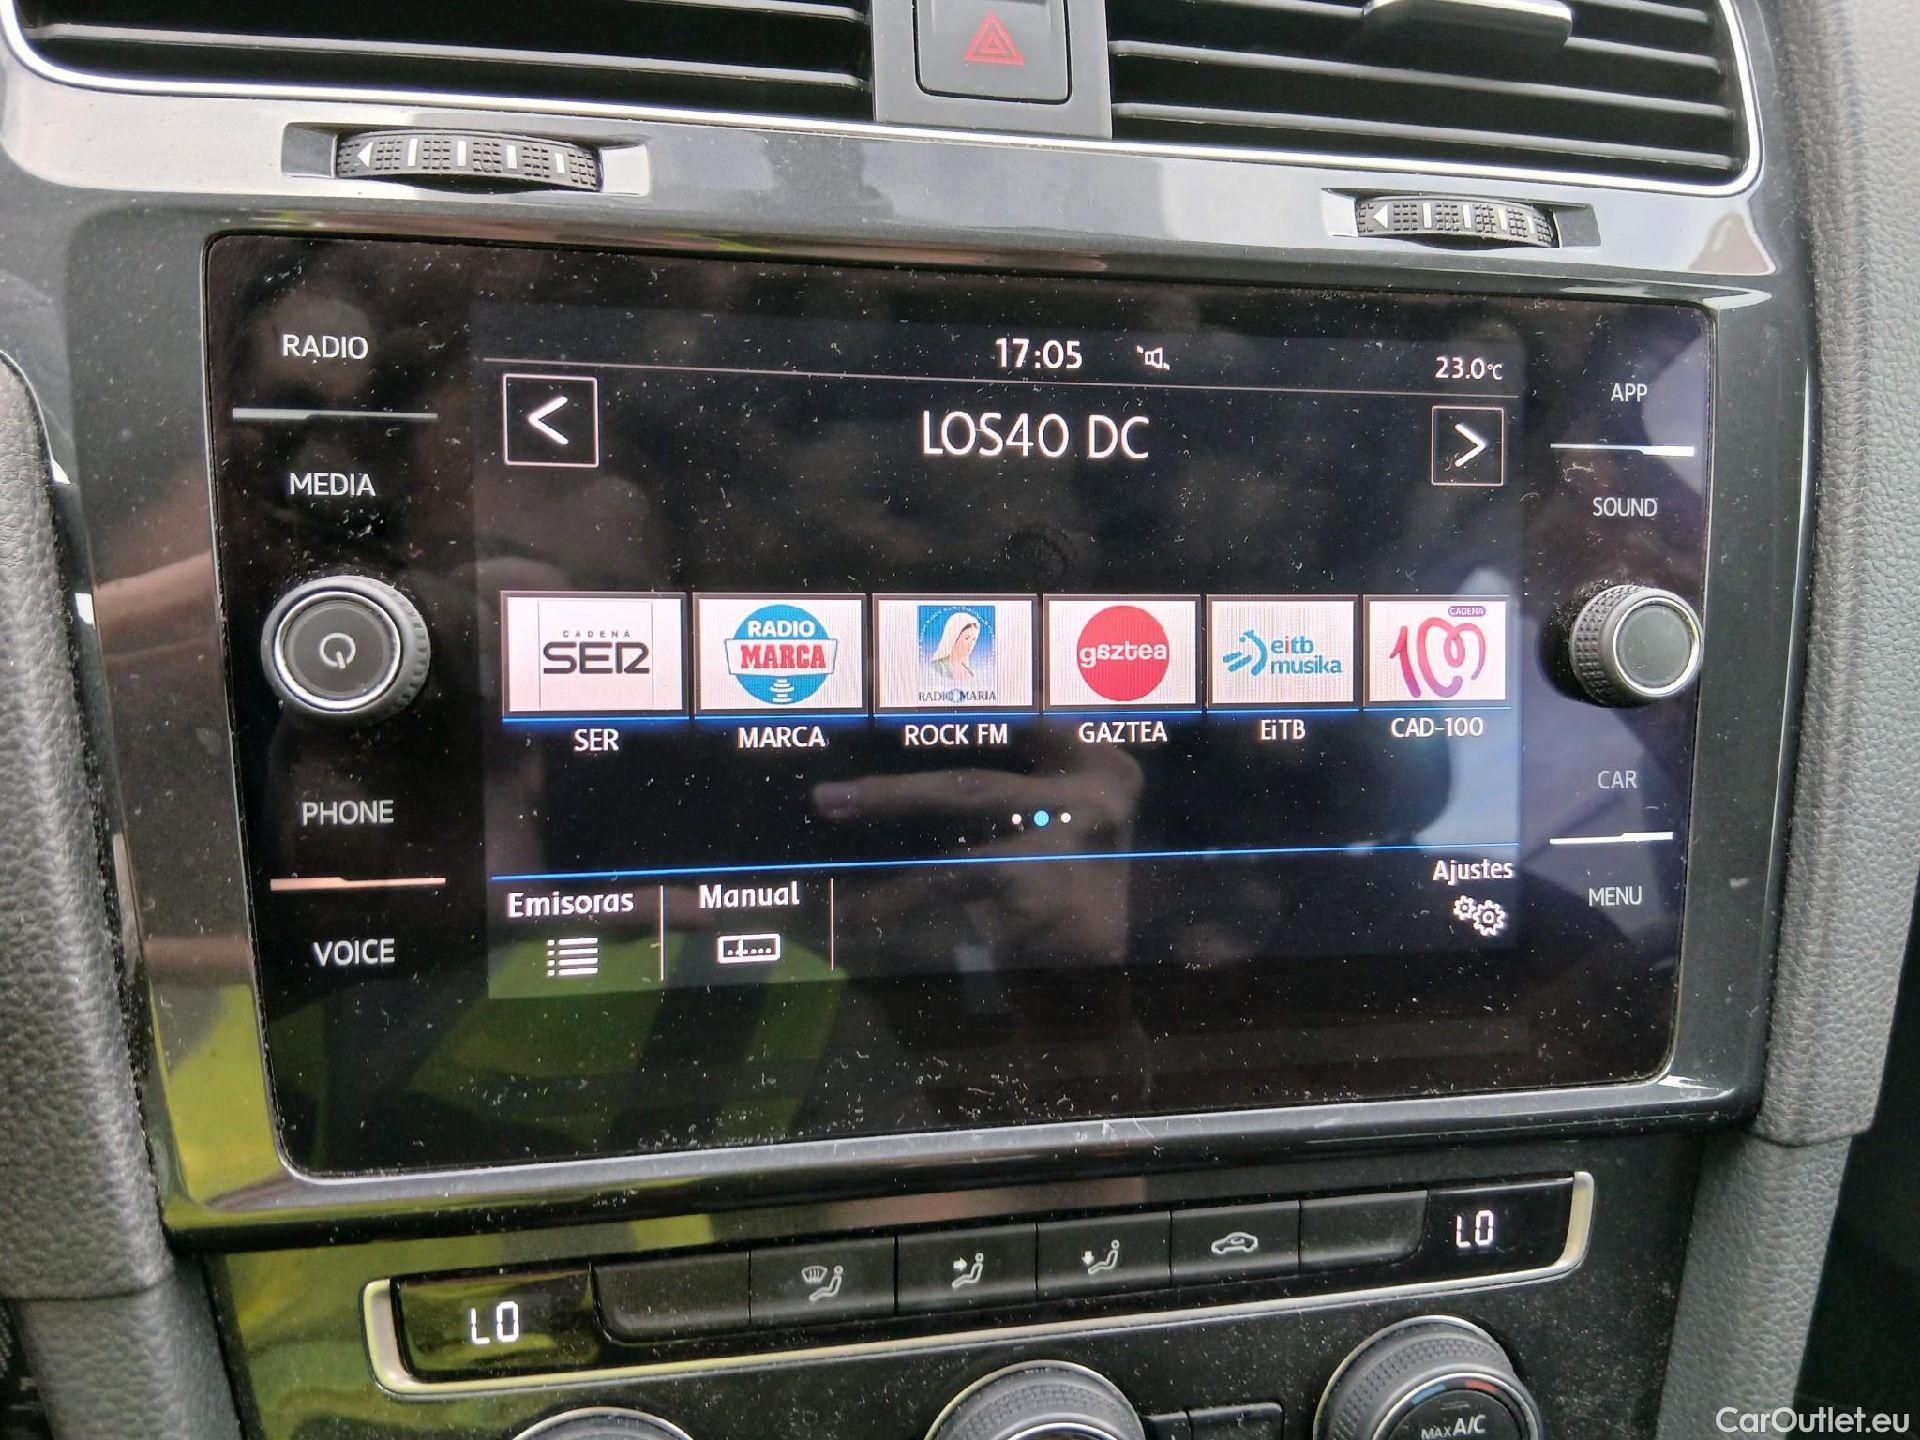 RADIO
MEDIA
PHONE
VOICE
17:05
23.0°C
<
LOS40 DC
>
CADENA
SER
RADIO
MARCA
RADIO MARIA
gaztea
eitb
musika
CADENA
100
SER
MARCA
ROCK FM
GAZTEA
EiTB
CAD-100
Emisoras
Manual
Ajustes
APP
SOUND
CAR
MENU
LO
LO
MAX A/C
CarOutlet.eu